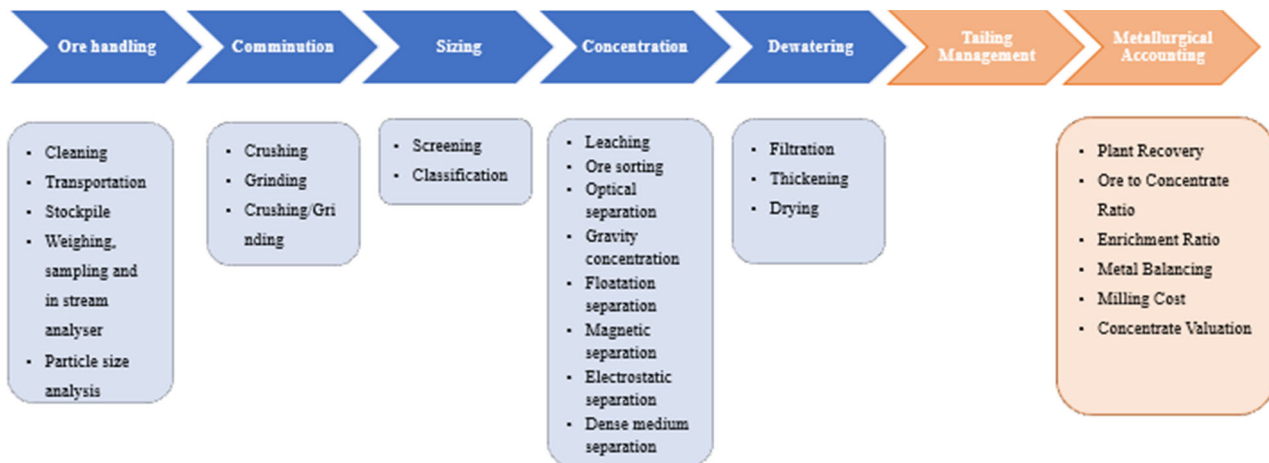 Ore handling
Comminution
Sizing
Concentration
Dewatering
Tailing
Management
Metallurgical
Accounting
▪ Cleaning
▪ Transportation
▪ Stockpile
▪ Weighing,
sampling and
in stream
analyser
▪ Particle size
analysis
▪ Crushing
▪ Grinding
▪ Crushing/Gri
nding
▪ Screening
▪ Classification
▪ Leaching
▪ Ore sorting
▪ Optical
separation
▪ Gravity
concentration
▪ Floatation
separation
▪ Magnetic
separation
▪ Electrostatic
separation
▪ Dense medium
separation
▪ Filtration
▪ Thickening
▪ Drying
▪ Plant Recovery
▪ Ore to Concentrate
Ratio
▪ Enrichment Ratio
▪ Metal Balancing
▪ Milling Cost
▪ Concentrate Valuation